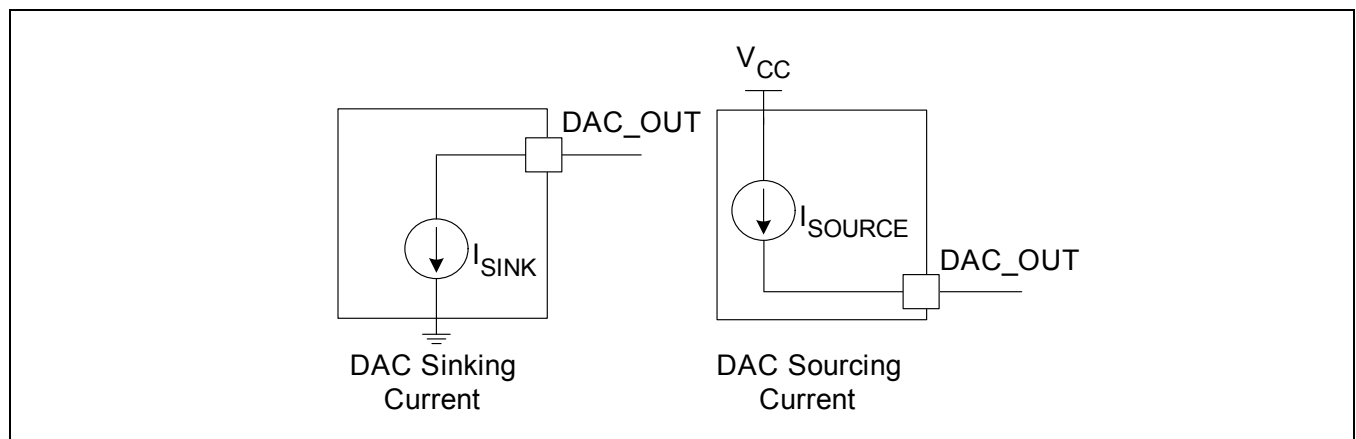 DAC_OUT
I_SINK
DAC Sinking
Current
V_CC
I_SOURCE
DAC_OUT
DAC Sourcing
Current